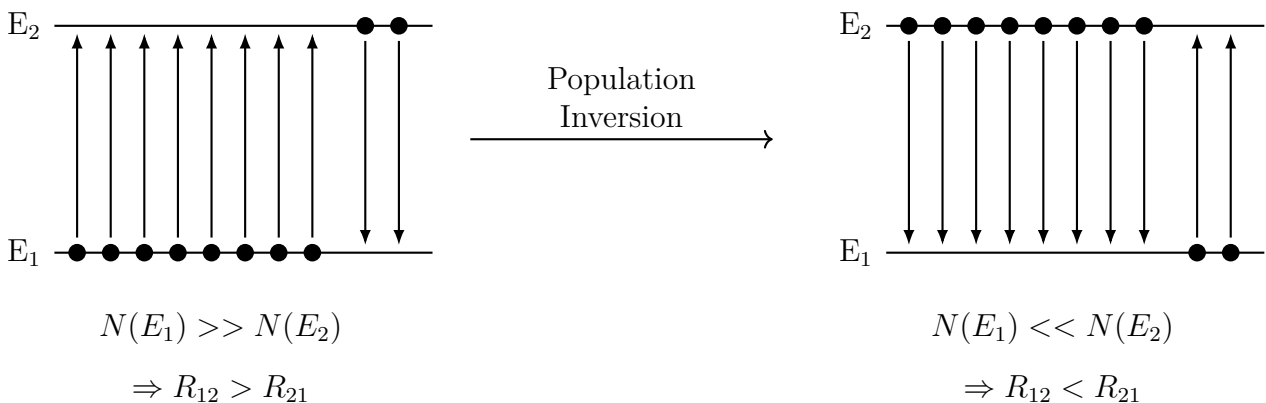 E₂
E₁
N(E₁) >> N(E₂)
⇒ R₁₂ > R₂₁
Population
Inversion
E₂
E₁
N(E₁) << N(E₂)
⇒ R₁₂ < R₂₁